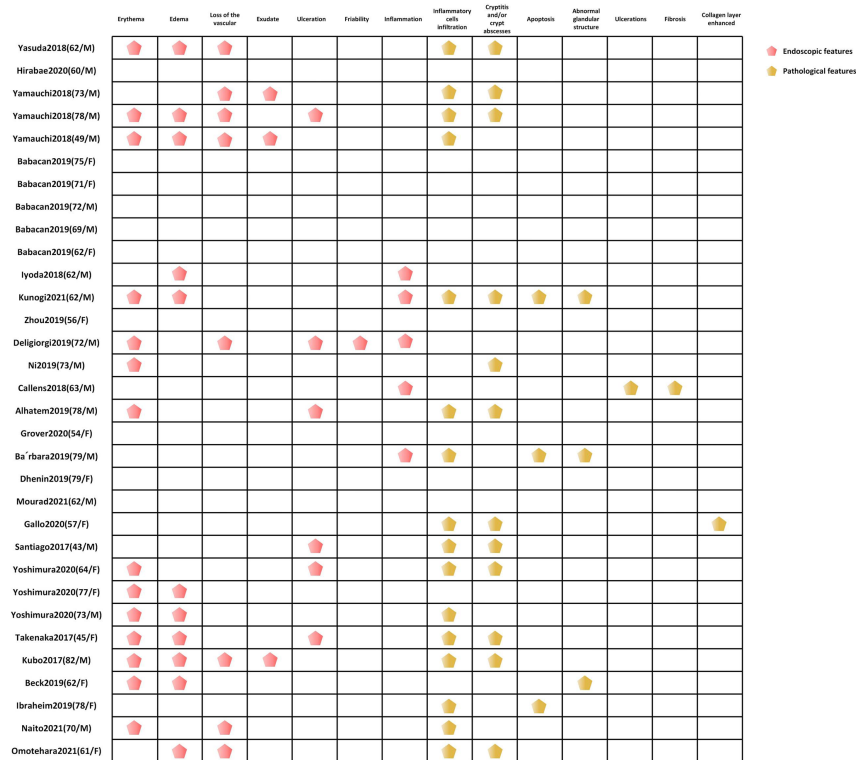 Erythema Edema Loss of the vascular Exudate Ulceration Friability Inflammation Inflammatory cells infiltration Cryptitis and/or crypt abscesses Apoptosis Abnormal glandular structure Ulcerations Fibrosis Collagen layer enhanced
Endoscopic features
Pathological features
Yasuda2018(62/M)
Hirabae2020(60/M)
Yamauchi2018(73/M)
Yamauchi2018(78/M)
Yamauchi2018(49/M)
Babacan2019(75/F)
Babacan2019(71/F)
Babacan2019(72/M)
Babacan2019(69/M)
Babacan2019(62/F)
Iyoda2018(62/M)
Kunogi2021(62/M)
Zhou2019(56/F)
Deligiorgi2019(72/M)
Ni2019(73/M)
Callens2018(63/M)
Alhatem2019(78/M)
Grover2020(54/F)
Ba´rbara2019(79/M)
Dhenin2019(79/F)
Mourad2021(62/M)
Gallo2020(57/F)
Santiago2017(43/M)
Yoshimura2020(64/F)
Yoshimura2020(77/F)
Yoshimura2020(73/M)
Takenaka2017(45/F)
Kubo2017(82/M)
Beck2019(62/F)
Ibraheim2019(78/F)
Naito2021(70/M)
Omotehara2021(61/F)